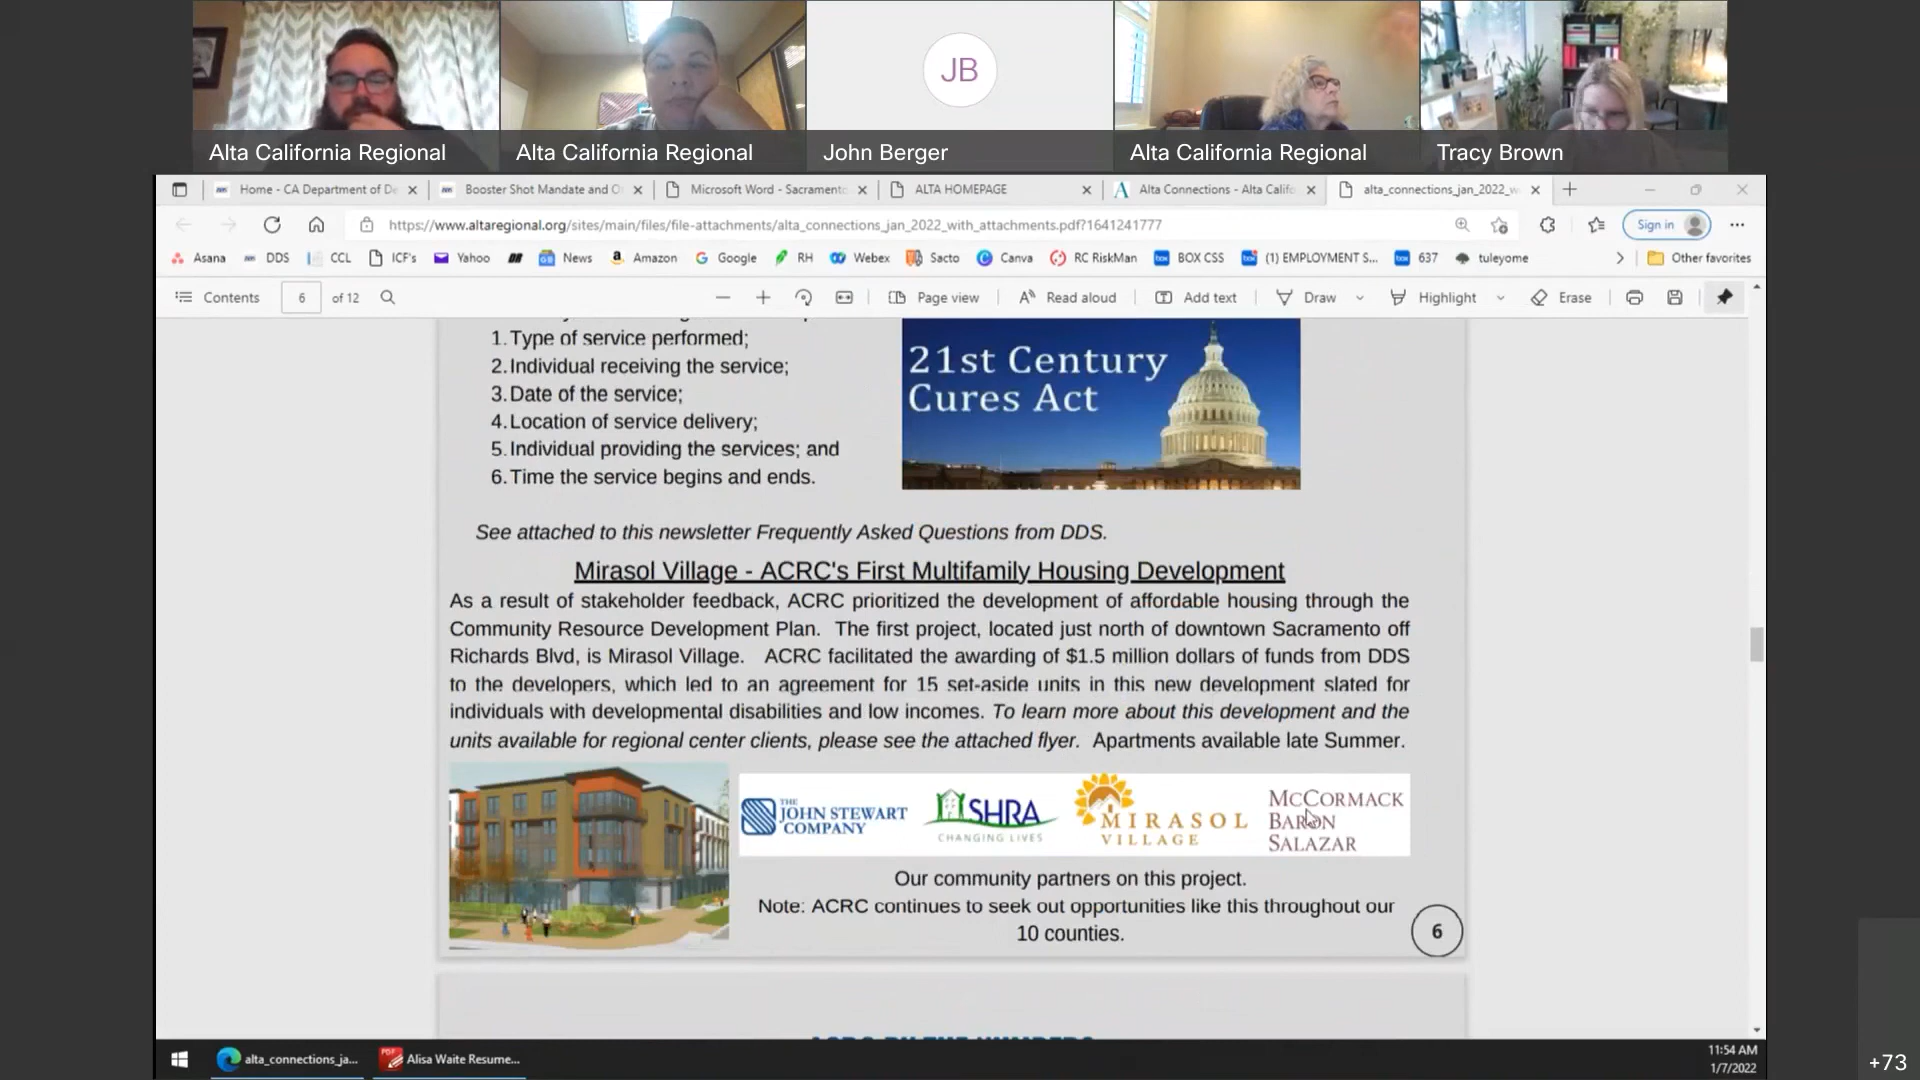 JB
Alta California Regional
Alta California Regional
John Berger
Alta California Regional
Tracy Brown
Home - CA Department of De
Booster Shot Mandate and O
Microsoft Word - Sacramento
ALTA HOMEPAGE
A Alta Connections - Alta Califo
alta_connections_jan_2022_w
https://www.altaregional.org/sites/main/files/file-attachments/alta_connections_jan_2022_with_attachments.pdf?1641241777
Sign in
Asana DDS CCL ICF's Yahoo News Amazon Google RH Webex Sacto Canva RC RiskMan BOX CSS (1) EMPLOYMENT S... 637 tuleyome Other favorites
Contents 6 of 12 Page view Read aloud Add text Draw Highlight Erase
1. Type of service performed;
2. Individual receiving the service;
3. Date of the service;
4. Location of service delivery;
5. Individual providing the services; and
6. Time the service begins and ends.
21st Century
Cures Act
See attached to this newsletter Frequently Asked Questions from DDS.
Mirasol Village - ACRC's First Multifamily Housing Development
As a result of stakeholder feedback, ACRC prioritized the development of affordable housing through the
Community Resource Development Plan. The first project, located just north of downtown Sacramento off
Richards Blvd, is Mirasol Village. ACRC facilitated the awarding of $1.5 million dollars of funds from DDS
to the developers, which led to an agreement for 15 set-aside units in this new development slated for
individuals with developmental disabilities and low incomes. To learn more about this development and the
units available for regional center clients, please see the attached flyer. Apartments available late Summer.
THE
JOHN STEWART
COMPANY
SHRA
CHANGING LIVES
MIRASOL
VILLAGE
MCCORMACK
BARON
SALAZAR
Our community partners on this project.
Note: ACRC continues to seek out opportunities like this throughout our
10 counties.
6
alta_connections_ja...
Alisa Waite Resume...
11:54 AM
1/7/2022
+73